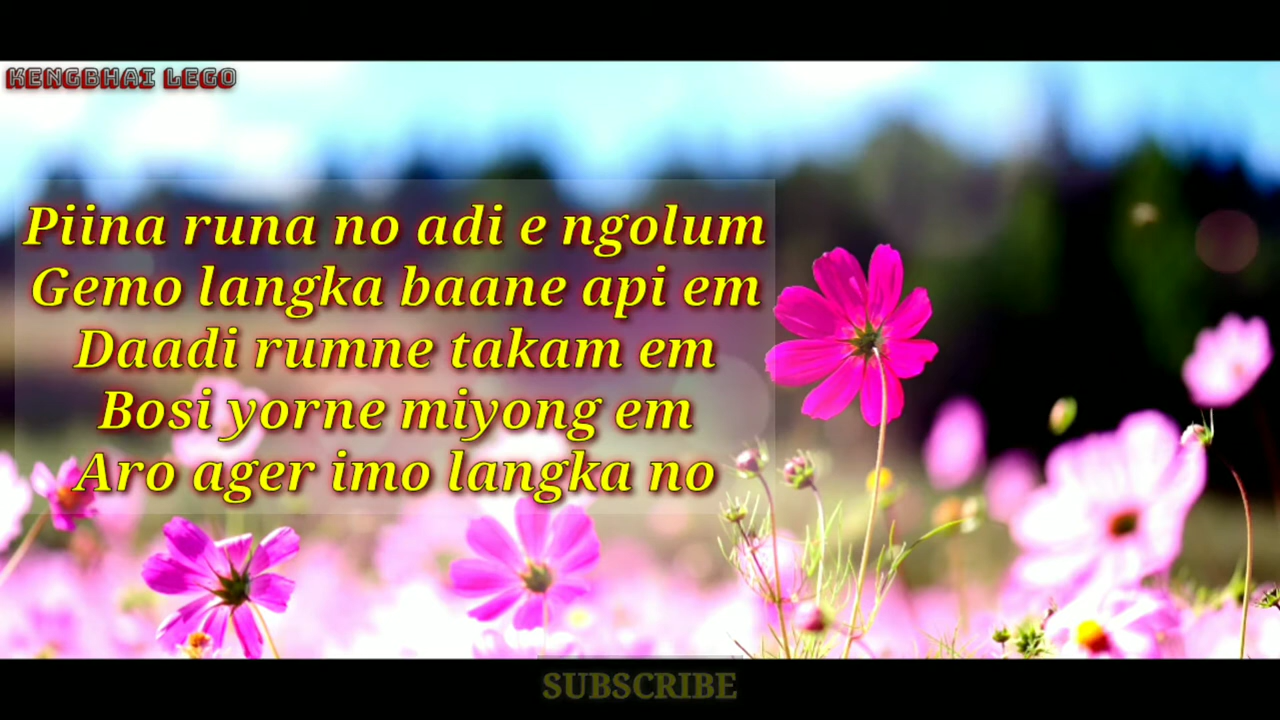 KENGBHAI LEGO
Piina runa no adi e ngolum
Gemo langka baane api em
Daadi rumne takam em
Bosi yorne miyong em
Aro ager imo langka no
SUBSCRIBE